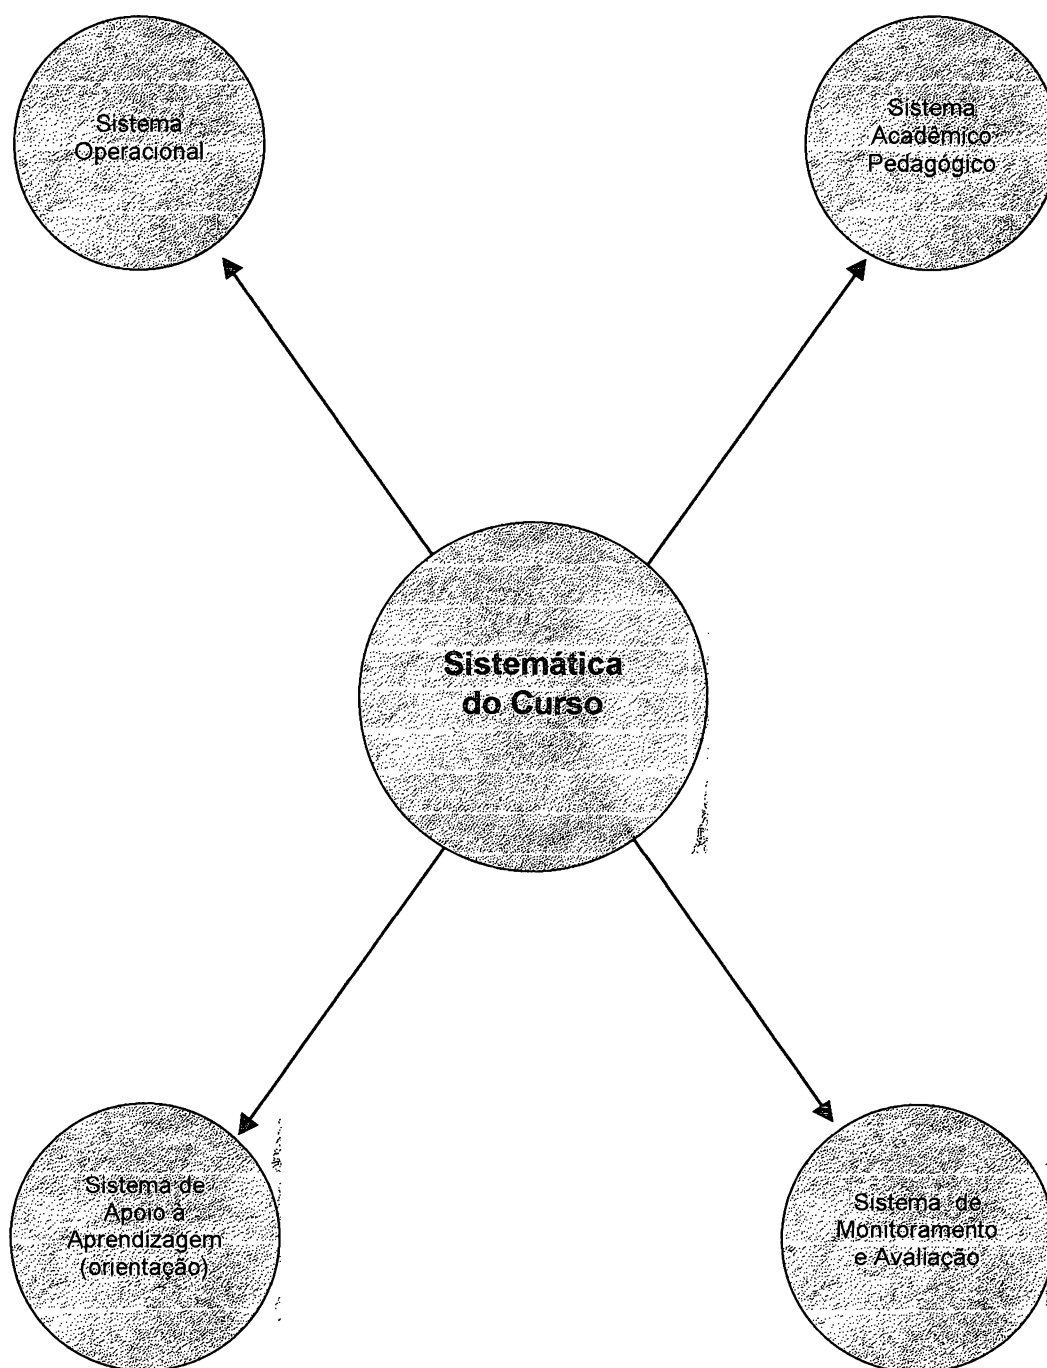 Sistema
Operacional
Sistema
Acadêmico
Pedagógico
Sistemática
do Curso
Sistema de
Apoio à
Aprendizagem
(orientação)
Sistema de
Monitoramento
e Avaliação